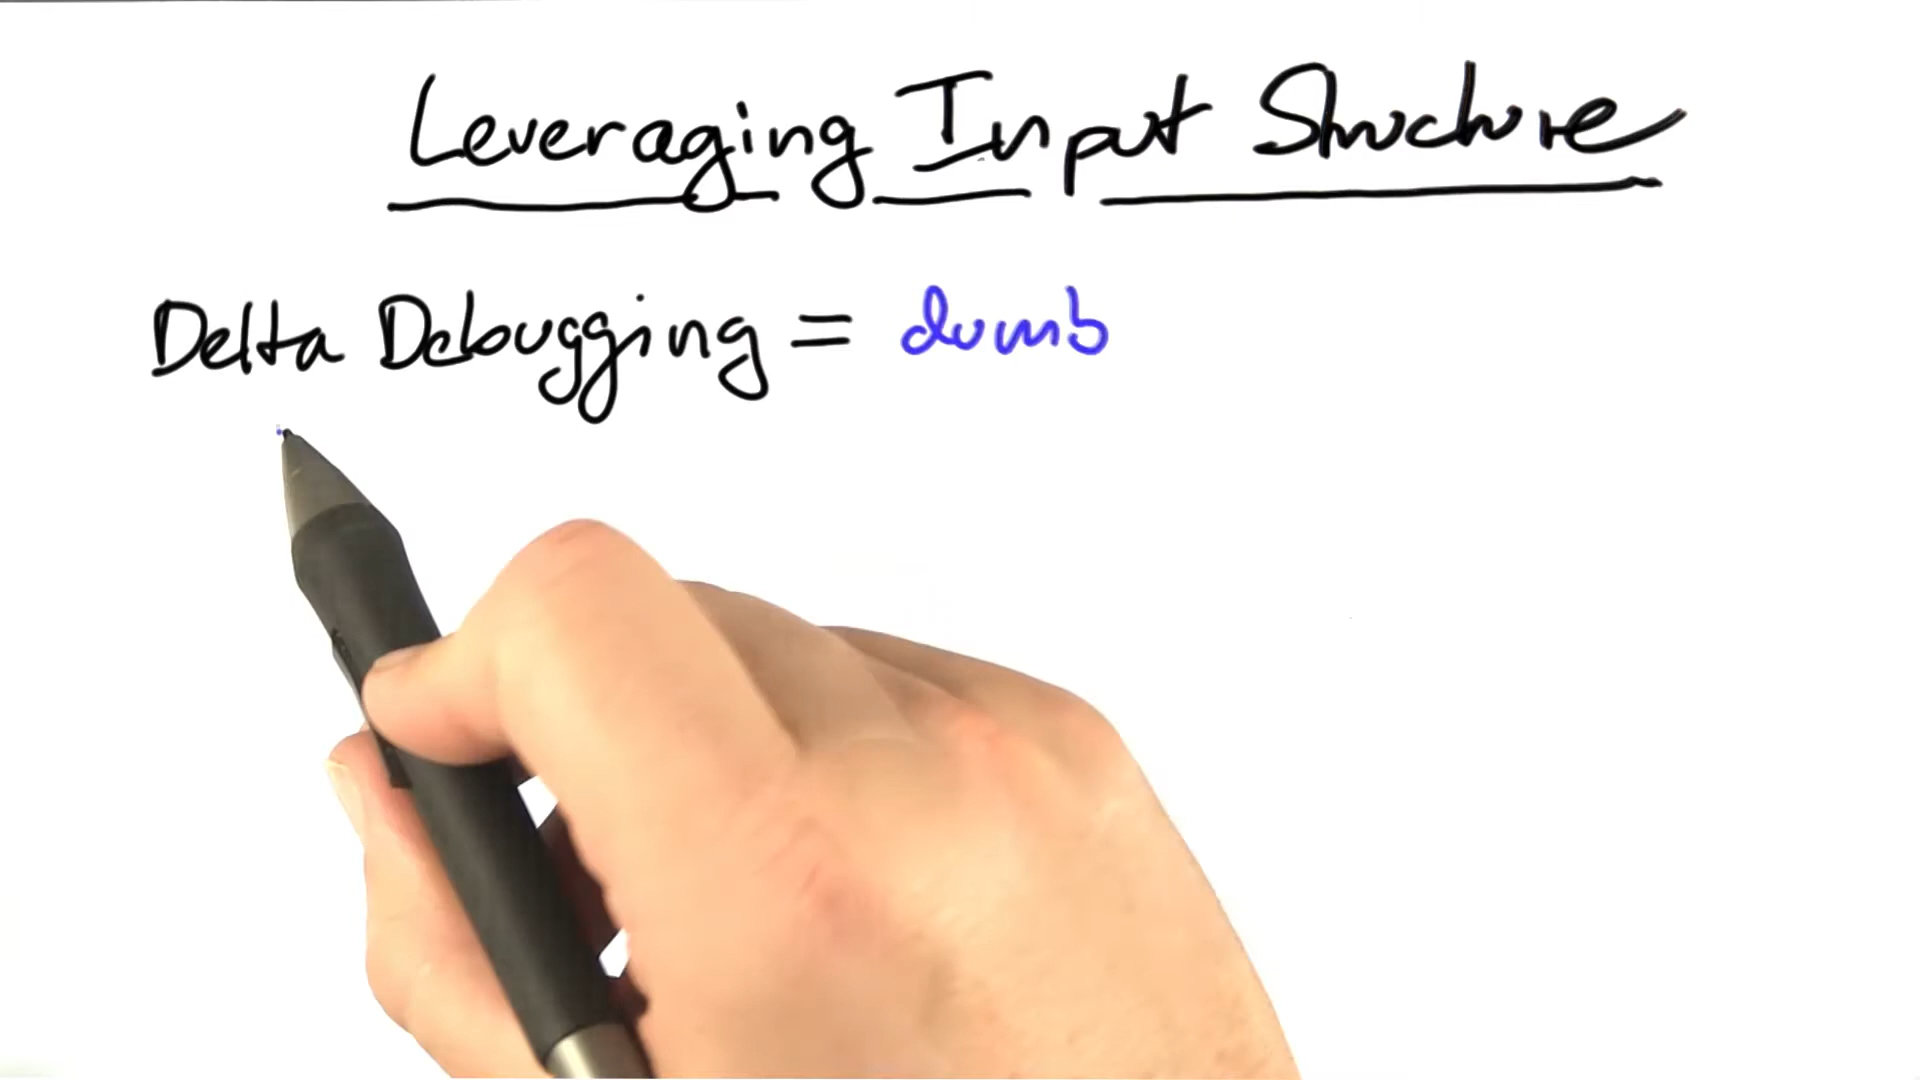 Leveraging Input Structure
Delta Debugging = dumb